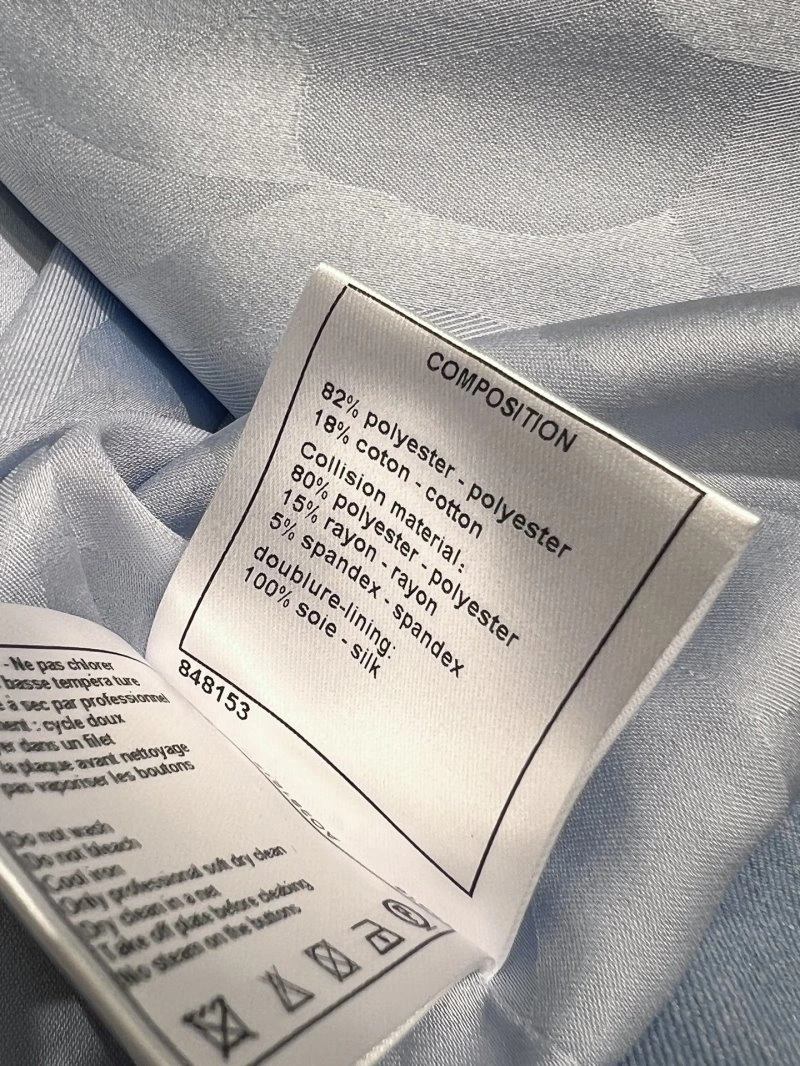 COMPOSITION
82% polyester - polyester
18% coton - cotton
Collision material:
80% polyester - polyester
15% rayon - rayon
5% spandex - spandex
doublure-lining:
100% soie - silk
848153
- Ne pas chlorer
basse tempéra ture
à sec par professionnel
: cycle doux
dans un filet
la plaque avant nettoyage
pas vaporiser les boutons
Do not wash
Do not bleach
Cool iron
Only professional soft dry clean
Dry clean in a net
Take off plate before cleabing
No steam on the buttons